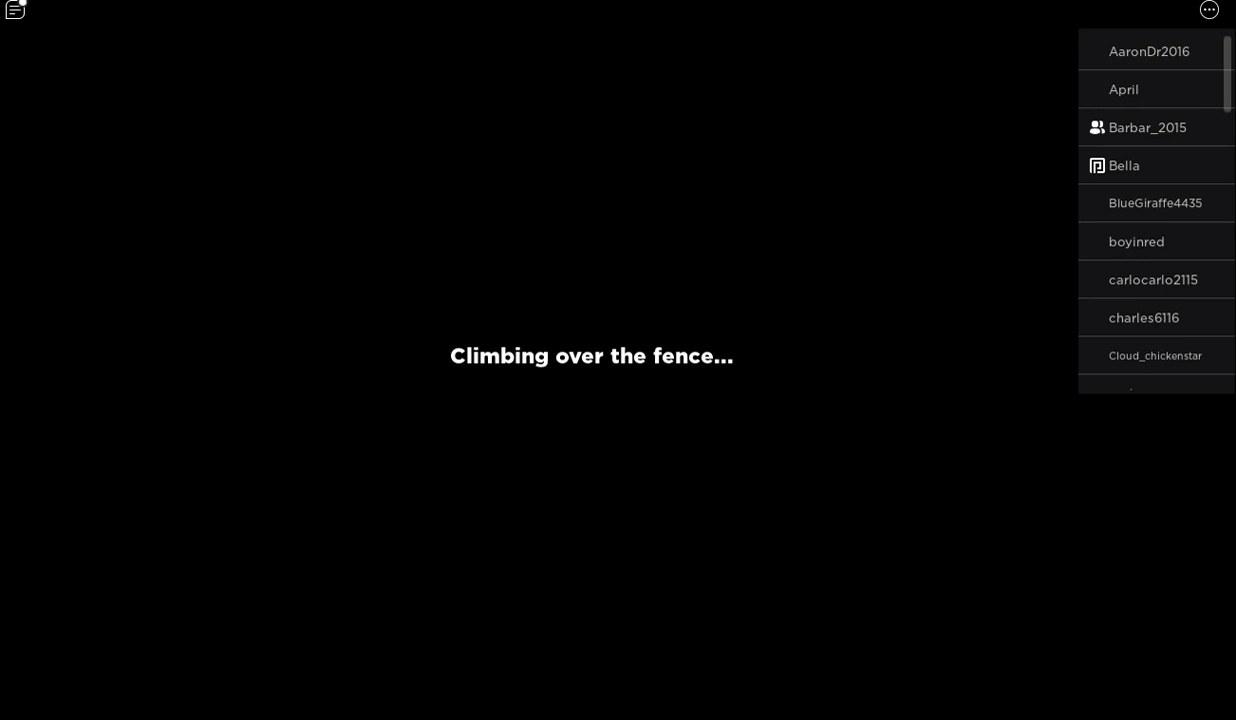 AaronDr2016
April
Barbar_2015
Bella
BlueGiraffe4435
boyinred
carlocarlo2115
charles6116
Climbing over the fence...
Cloud_chickenstar